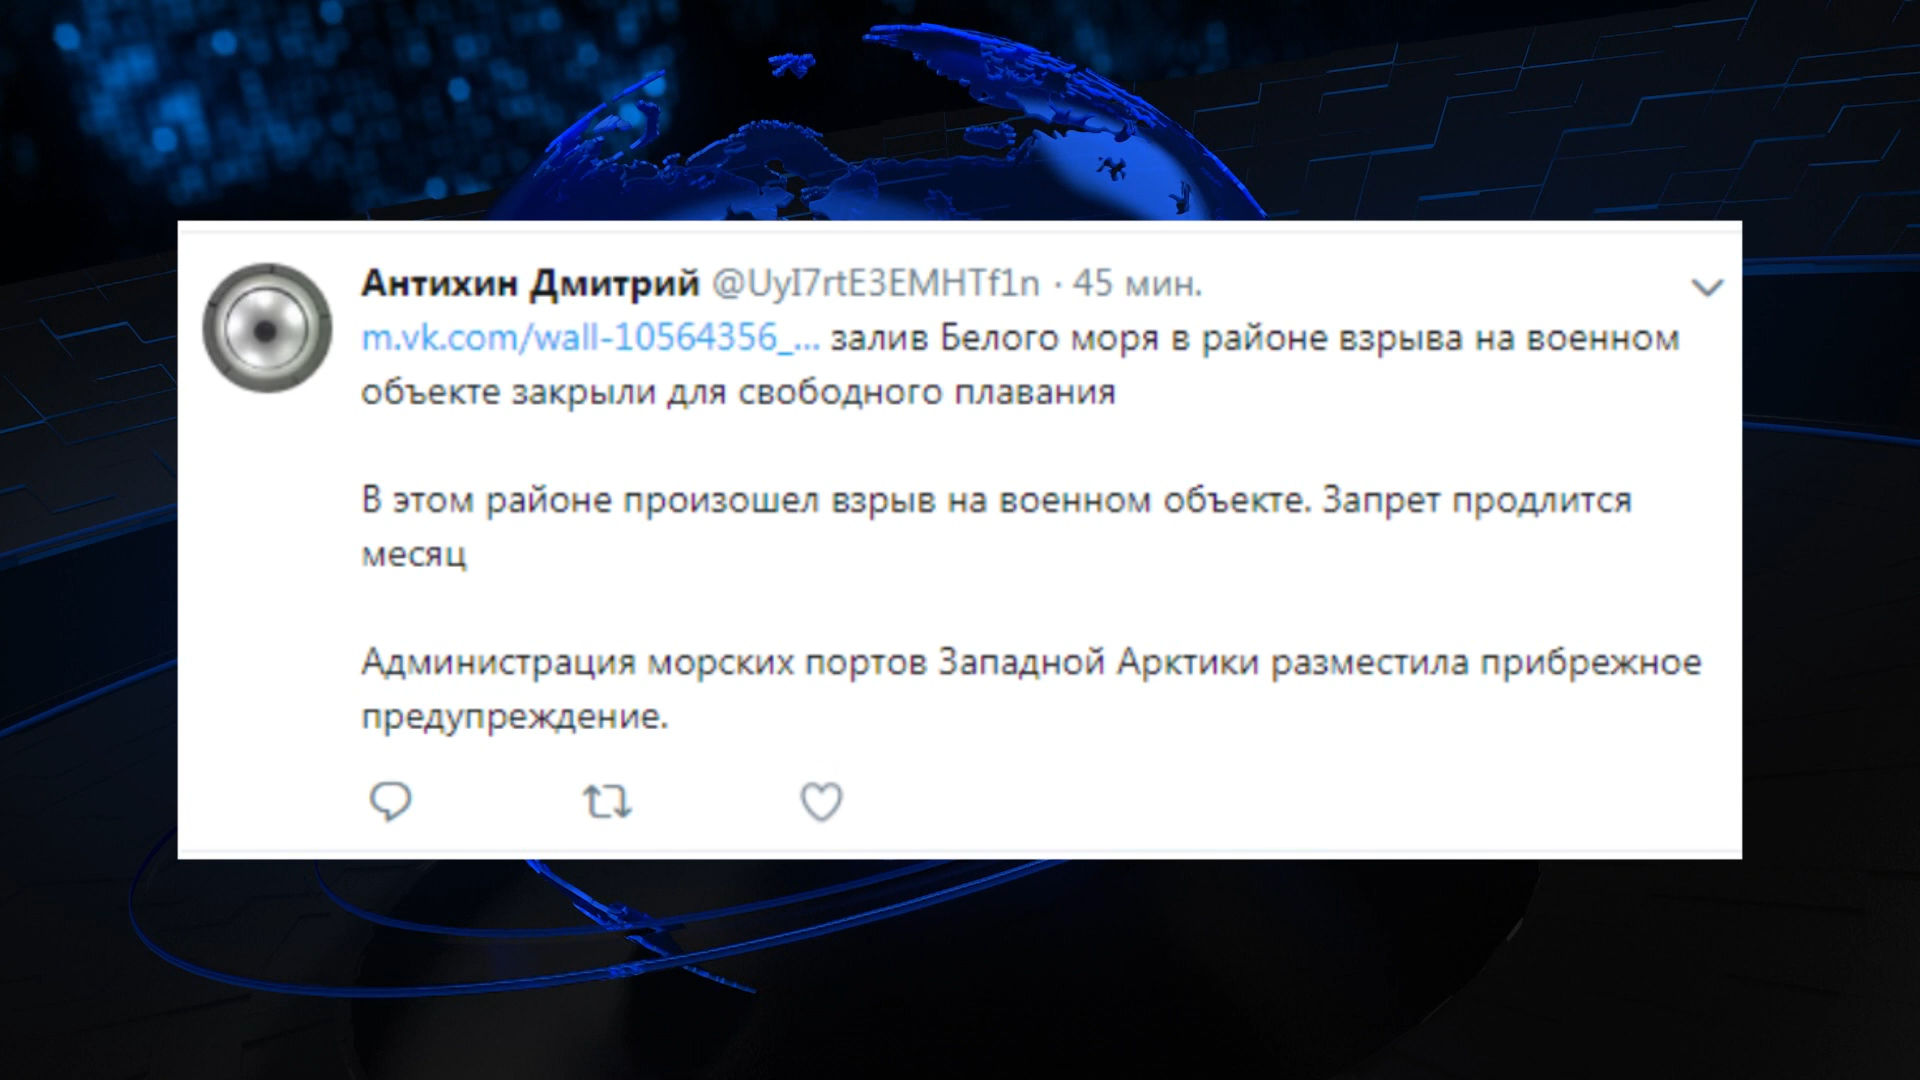 Антихин Дмитрий @UyI7rtE3EMHTf1n · 45 мин.
m.vk.com/wall-10564356_... залив Белого моря в районе взрыва на военном
объекте закрыли для свободного плавания
В этом районе произошел взрыв на военном объекте. Запрет продлится
месяц
Администрация морских портов Западной Арктики разместила прибрежное
предупреждение.